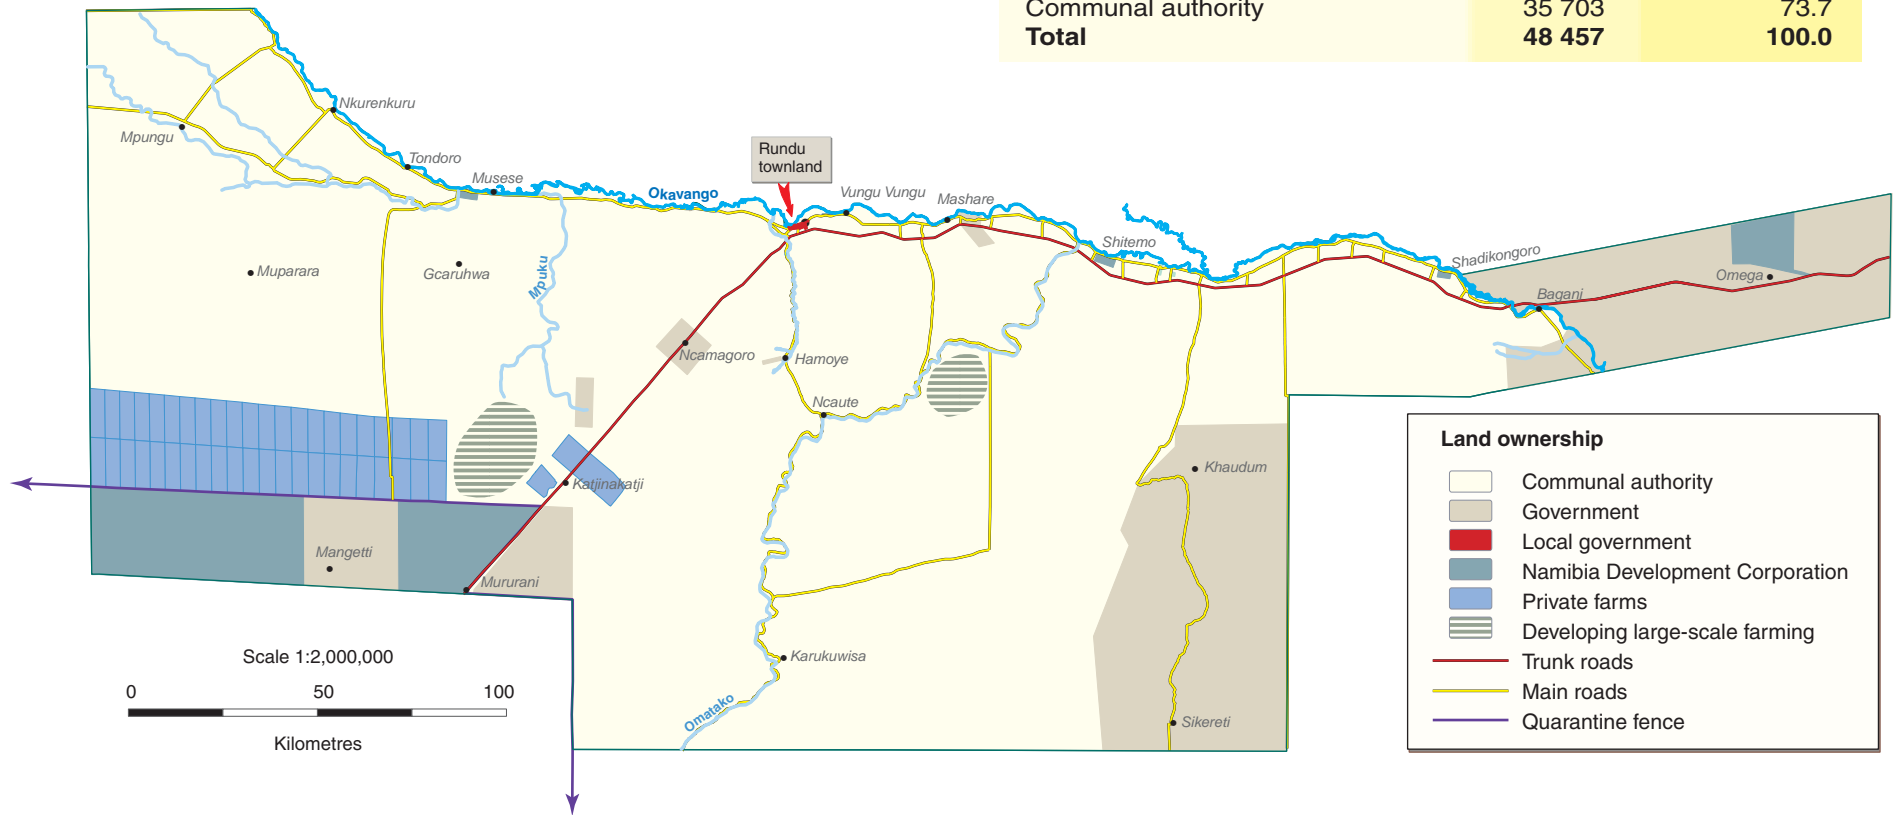 Communal authority 35 703 73.7
Total 48 457 100.0
Nkurenkuru
Mpungu
Tondoro
Musese
Okavango
Rundu
townland
Vungu Vungu
Mashare
Shitemo
Shadikongoro
Omega
Bagani
Muparara
Gcaruhwa
Mpuku
Ncamagoro
Hamoye
Ncaute
Katjinakatji
Khaudum
Mangetti
Mururani
Karukuwisa
Omatako
Sikereti
Scale 1:2,000,000
0 50 100
Kilometres
Land ownership
Communal authority
Government
Local government
Namibia Development Corporation
Private farms
Developing large-scale farming
Trunk roads
Main roads
Quarantine fence